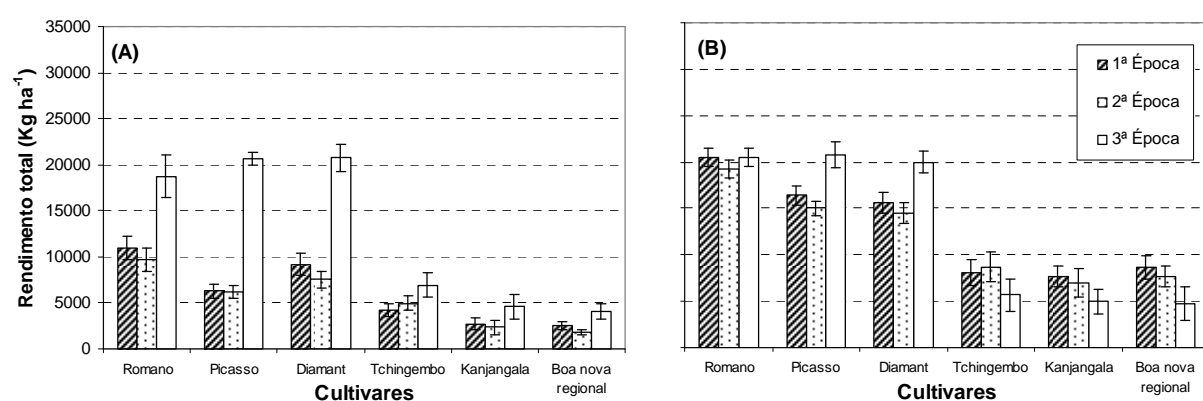 (A)
Rendimento total (Kg ha-1)
35000
30000
25000
20000
15000
10000
5000
0
Romano Picasso Diamant Tchingembo Kanjangala Boa nova
regional
Cultivares
(B)
1ª Época
2ª Época
3ª Época
Romano Picasso Diamant Tchingembo Kanjangala Boa nova
regional
Cultivares